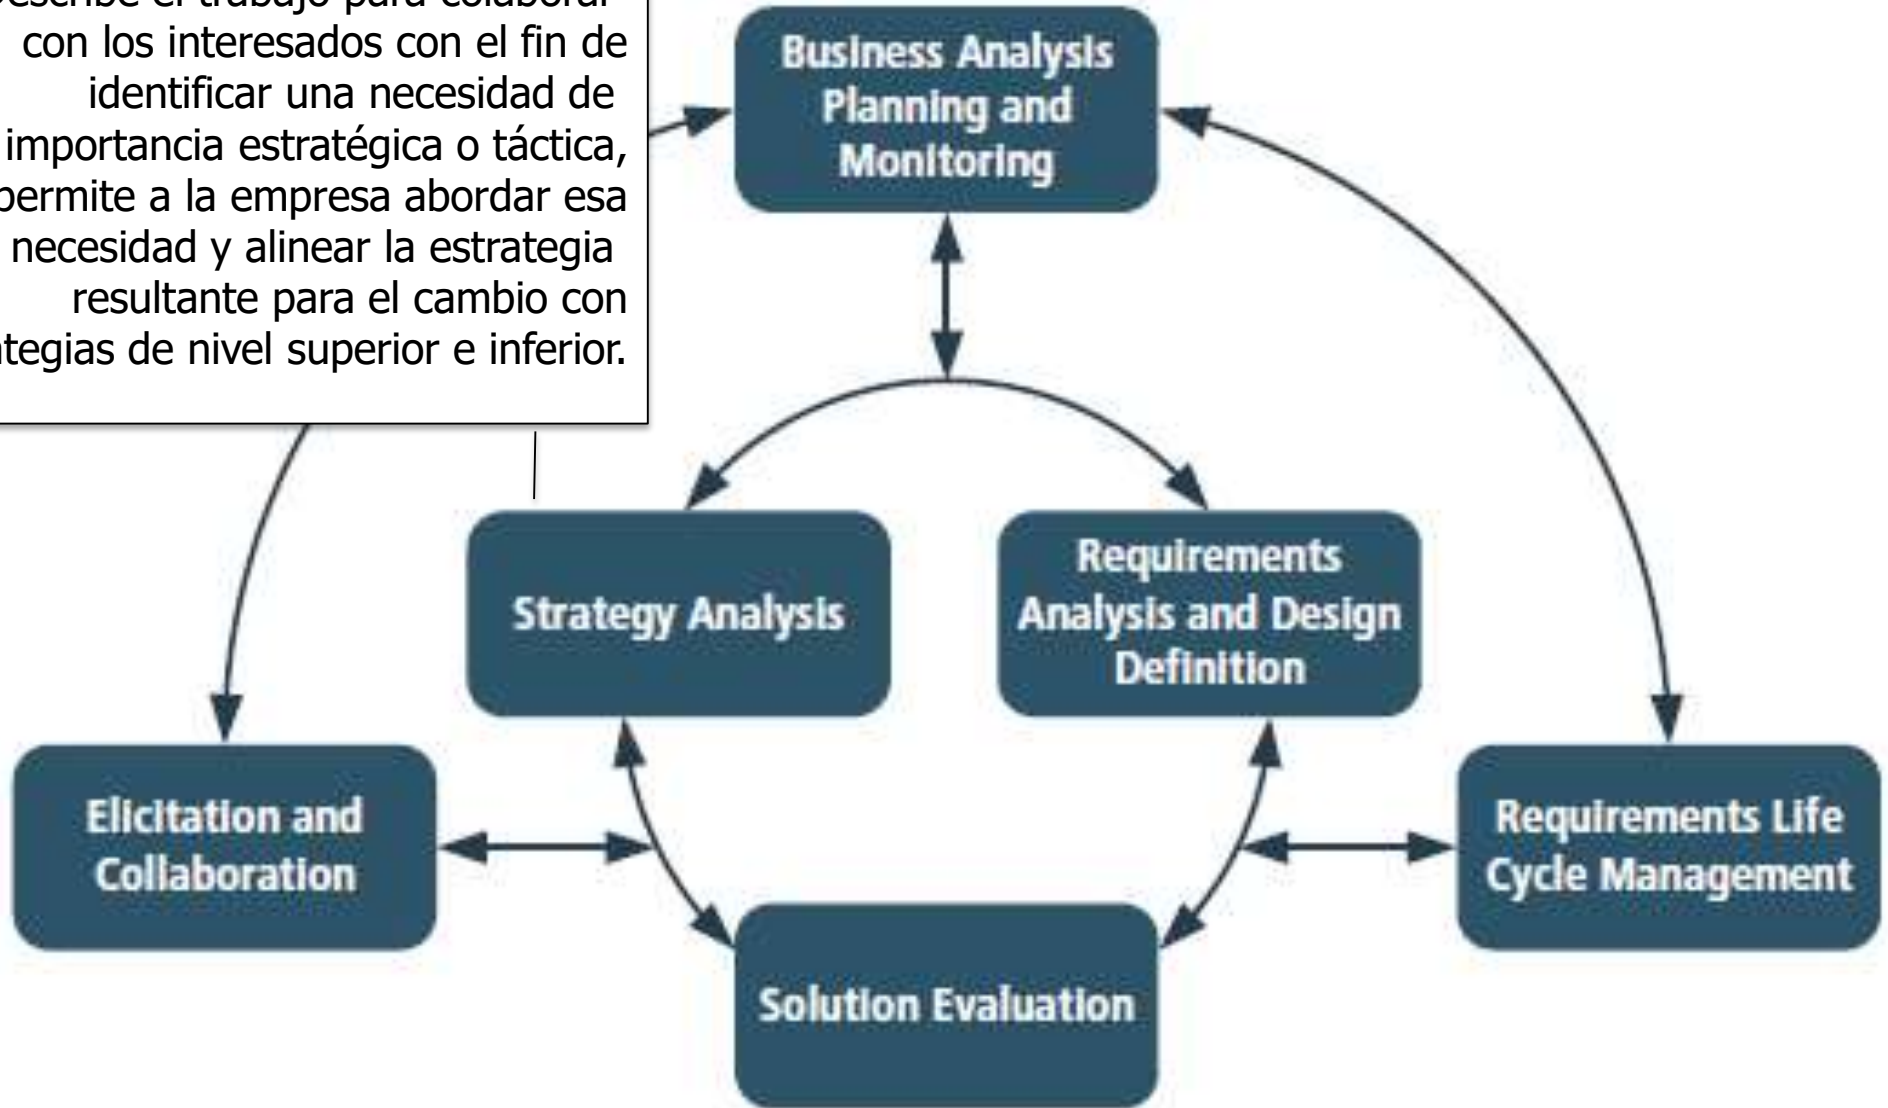 el trabajo para colaborar
con los interesados con el fin de
identificar una necesidad de
importancia estratégica o táctica,
permite a la empresa abordar esa
necesidad y alinear la estrategia
resultante para el cambio con
de nivel superior e inferior.
Business Analysis
Planning and
Monitoring
Strategy Analysis
Requirements
Analysis and Design
Definition
Elicitation and
Collaboration
Requirements Life
Cycle Management
Solution Evaluation